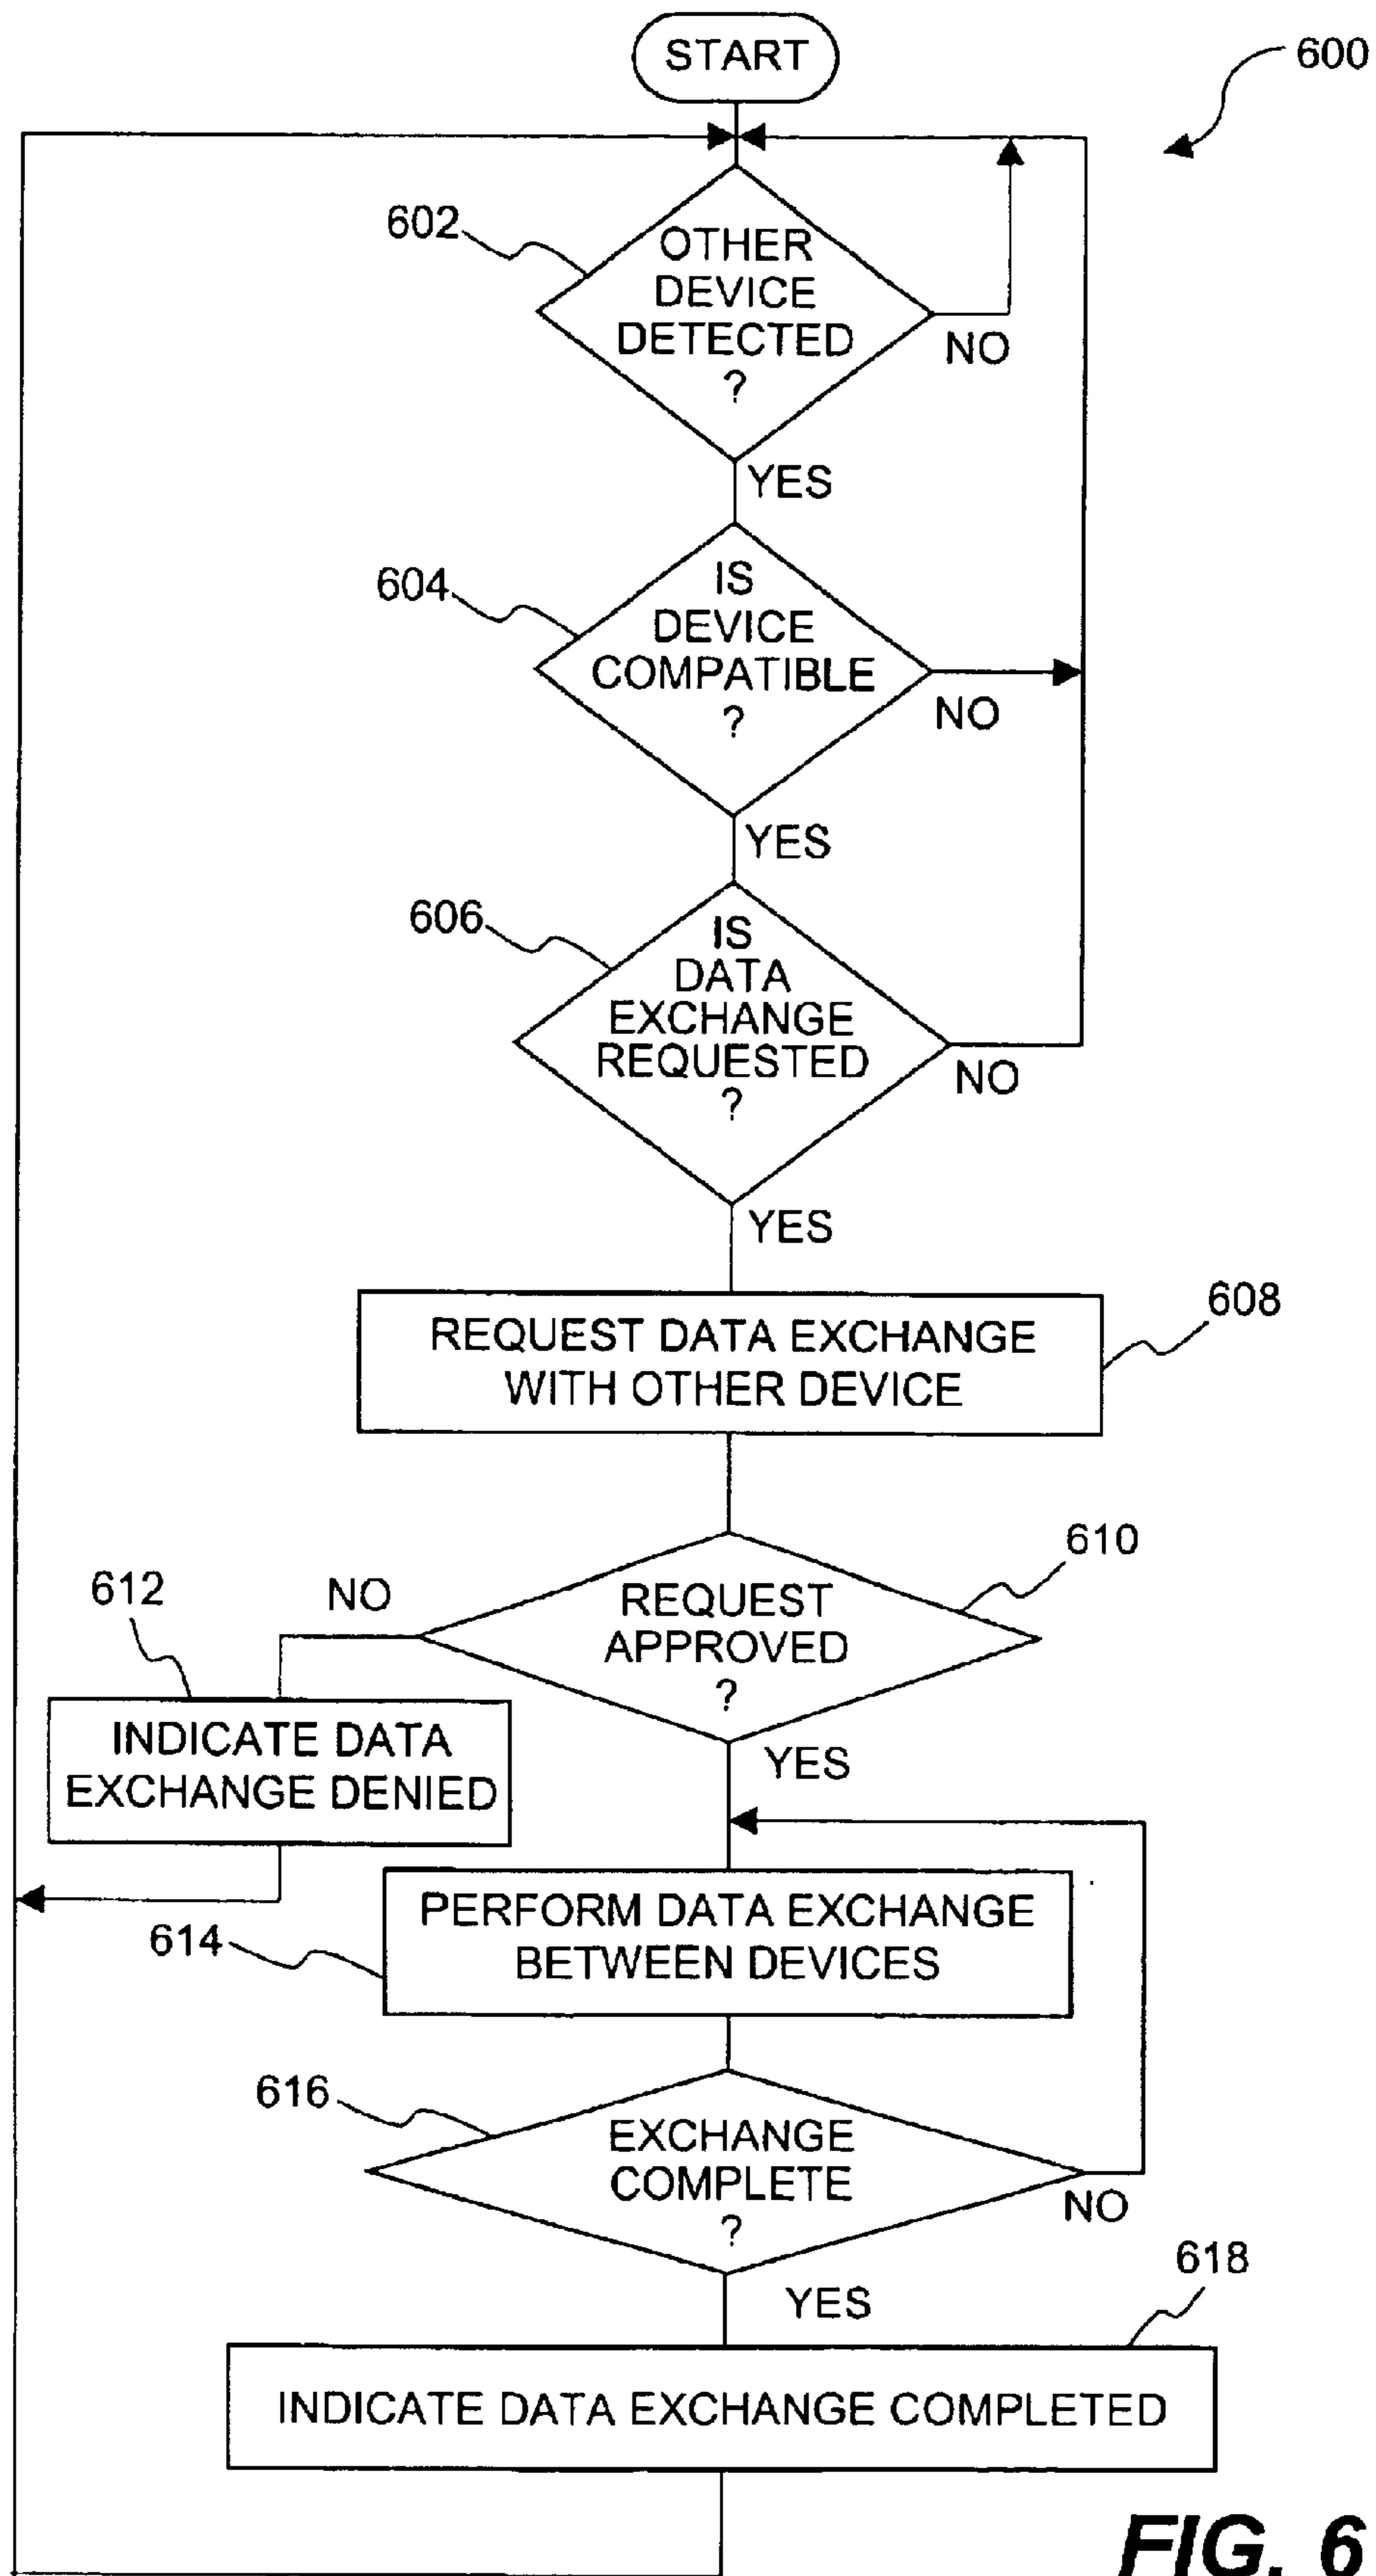 START
600
602
OTHER
DEVICE
DETECTED
?
NO
YES
604
IS
DEVICE
COMPATIBLE
?
NO
YES
606
IS
DATA
EXCHANGE
REQUESTED
?
NO
YES
608
REQUEST DATA EXCHANGE
WITH OTHER DEVICE
610
REQUEST
APPROVED
?
NO
612
INDICATE DATA
EXCHANGE DENIED
YES
614
PERFORM DATA EXCHANGE
BETWEEN DEVICES
616
EXCHANGE
COMPLETE
?
NO
YES
618
INDICATE DATA EXCHANGE COMPLETED
FIG. 6